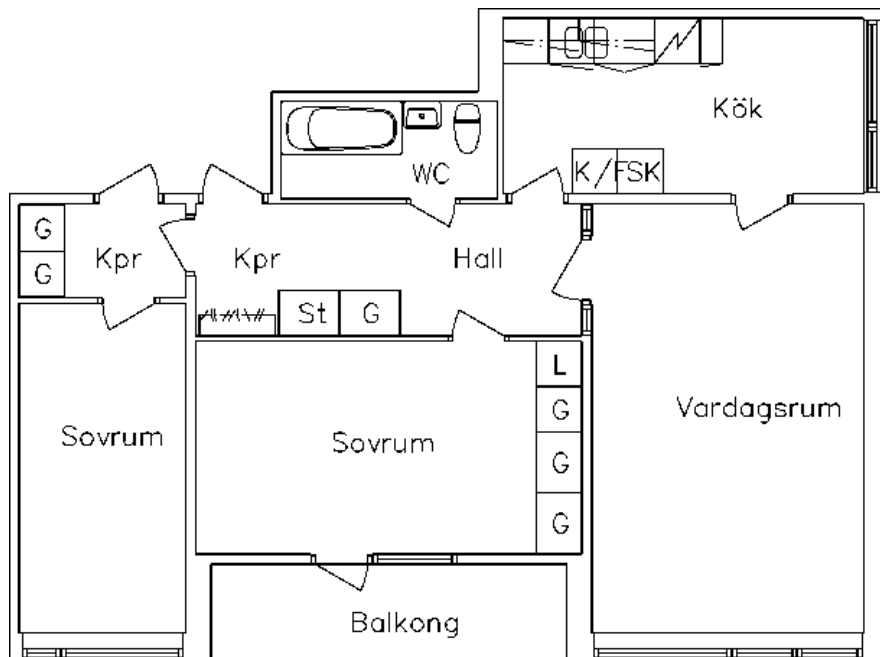 Kök
WC
K/FSK
G
G
Kpr
Kpr
Hall
St
G
L
G
G
G
Sovrum
Sovrum
Vardagsrum
Balkong